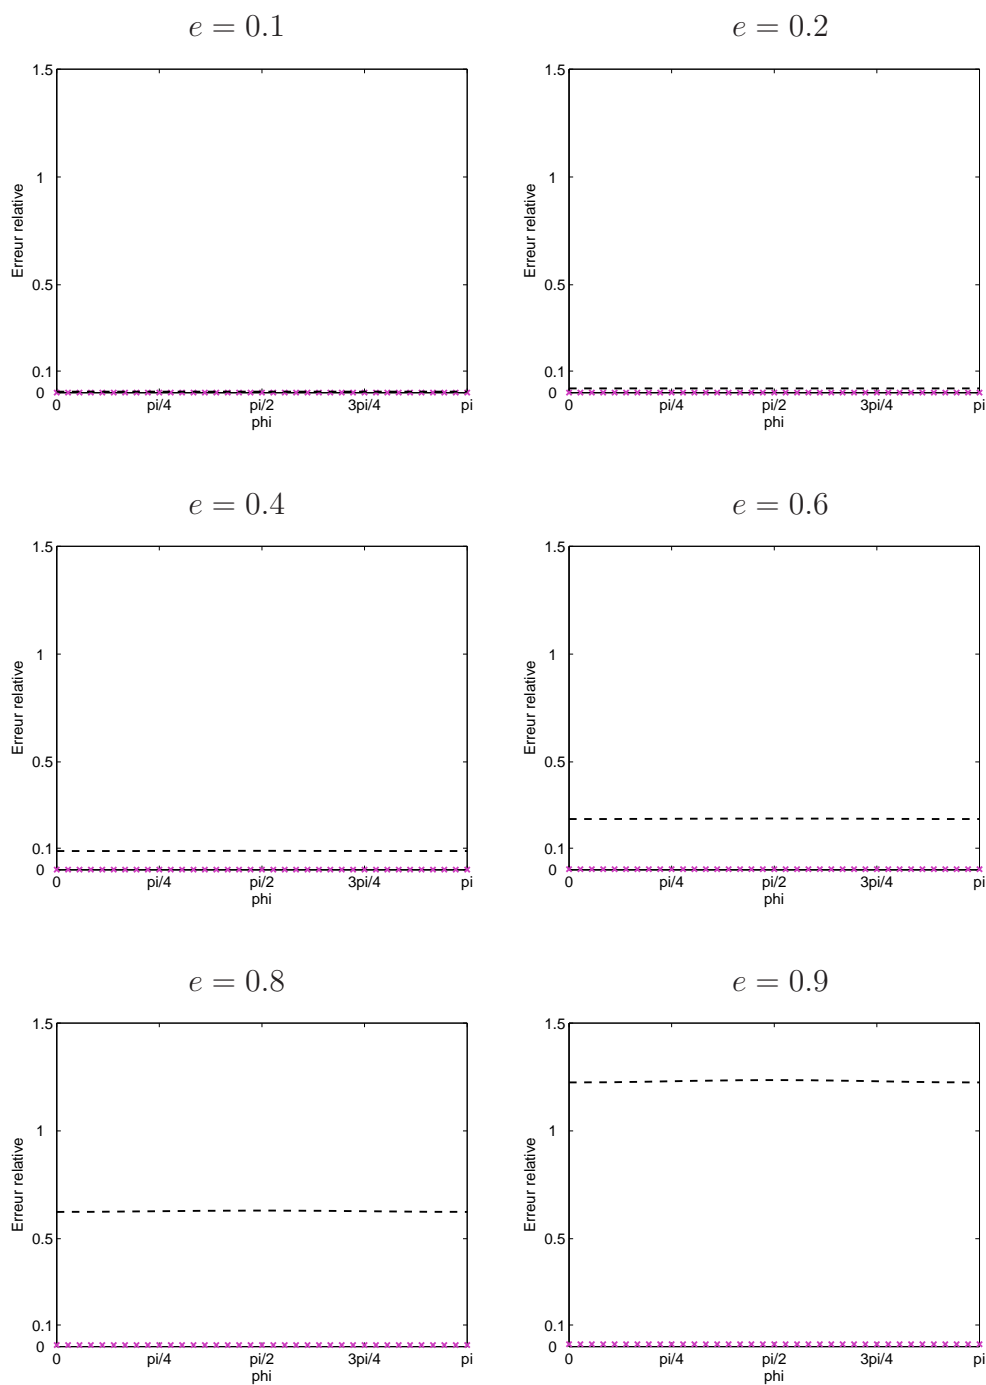 e = 0.1
1.5
1
0.5
0.1
0
Erreur relative
0 pi/4 pi/2 3pi/4 pi
phi
e = 0.2
1.5
1
0.5
0.1
0
Erreur relative
0 pi/4 pi/2 3pi/4 pi
phi
e = 0.4
1.5
1
0.5
0.1
0
Erreur relative
0 pi/4 pi/2 3pi/4 pi
phi
e = 0.6
1.5
1
0.5
0.1
0
Erreur relative
0 pi/4 pi/2 3pi/4 pi
phi
e = 0.8
1.5
1
0.5
0.1
0
Erreur relative
0 pi/4 pi/2 3pi/4 pi
phi
e = 0.9
1.5
1
0.5
0.1
0
Erreur relative
0 pi/4 pi/2 3pi/4 pi
phi